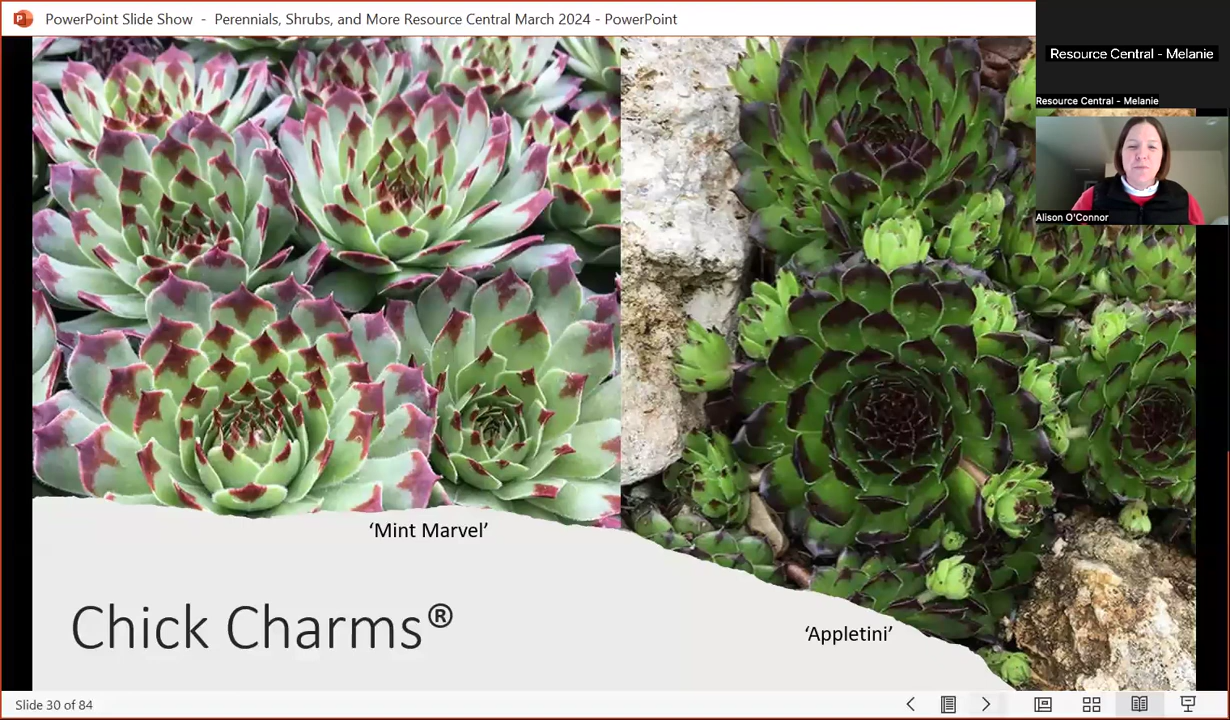 PowerPoint Slide Show - Perennials, Shrubs, and More Resource Central March 2024 - PowerPoint
Resource Central - Melanie
Resource Central - Melanie
Alison O'Connor
‘Mint Marvel’
Chick Charms®
‘Appletini’
Slide 30 of 84